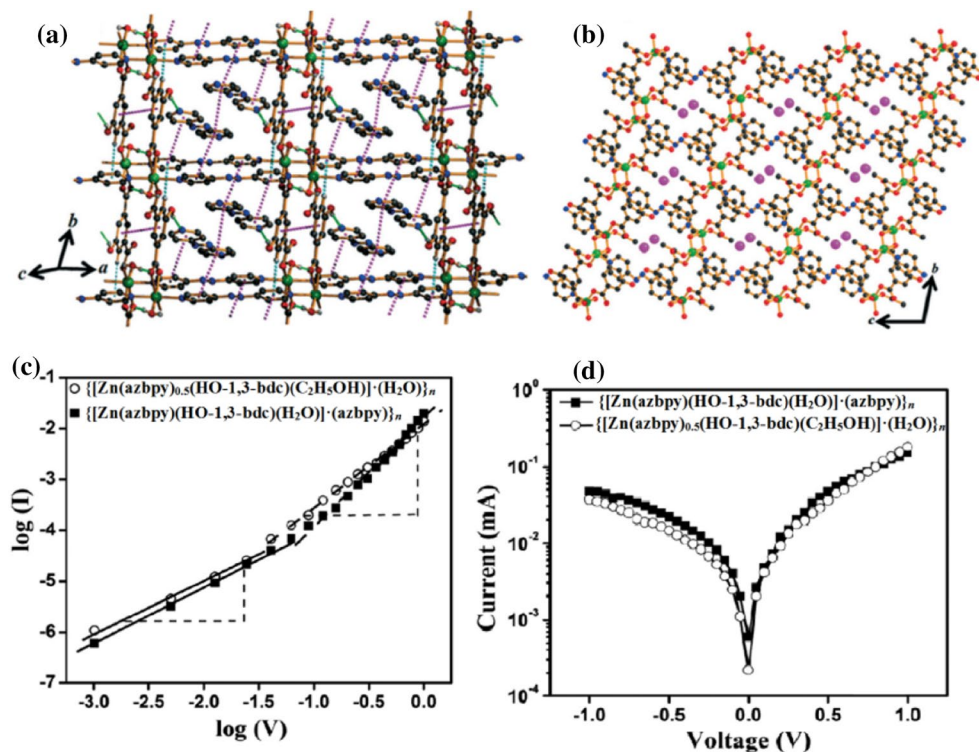 (a)
b
c
a
(b)
b
c
(c)
-1
-2
-3
-4
-5
-6
-7
log (I)
{[Zn(azbpy)₀.₅(HO-1,3-bdc)(C₂H₅OH)]·(H₂O)}ₙ
{[Zn(azbpy)(HO-1,3-bdc)(H₂O)]·(azbpy)}ₙ
-3.0 -2.5 -2.0 -1.5 -1.0 -0.5 0.0
log (V)
(d)
10⁰
10⁻¹
10⁻²
10⁻³
10⁻⁴
Current (mA)
{[Zn(azbpy)(HO-1,3-bdc)(H₂O)]·(azbpy)}ₙ
{[Zn(azbpy)₀.₅(HO-1,3-bdc)(C₂H₅OH)]·(H₂O)}ₙ
-1.0 -0.5 0.0 0.5 1.0
Voltage (V)